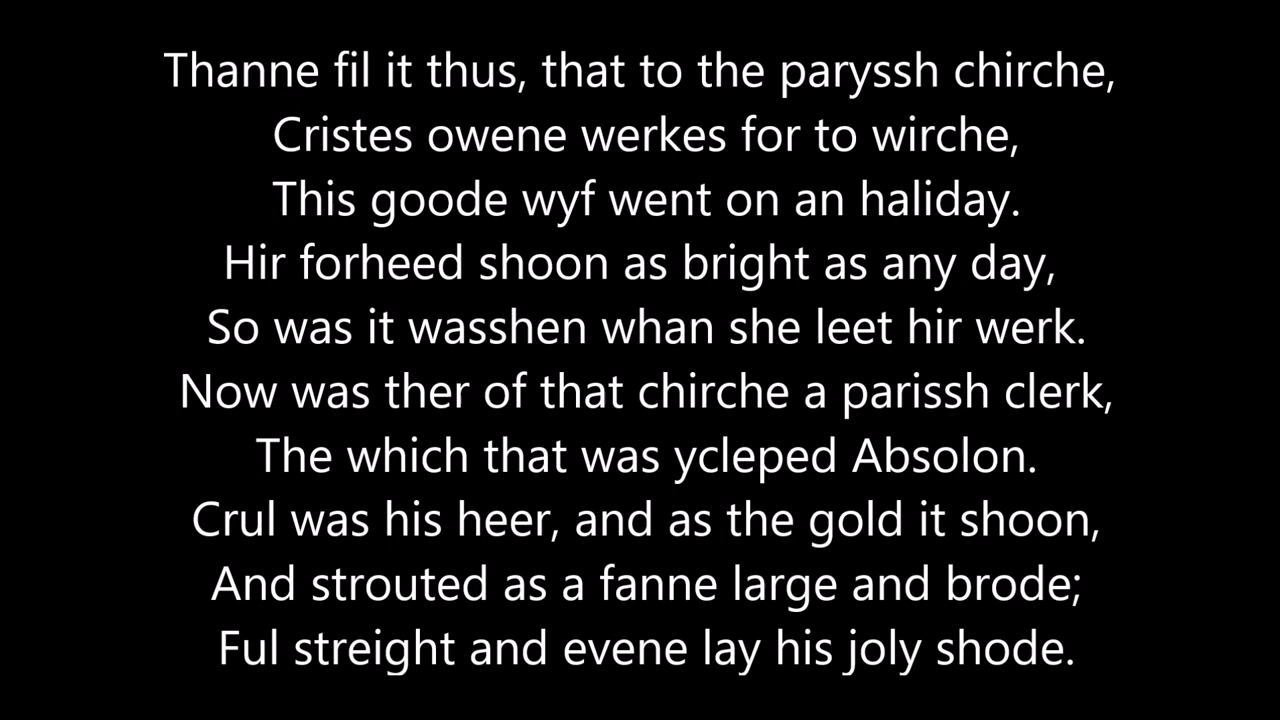 Thanne fil it thus, that to the paryssh chirche,
Cristes owene werkes for to wirche,
This goode wyf went on an haliday.
Hir forheed shoon as bright as any day,
So was it wasshen whan she leet hir werk.
Now was ther of that chirche a parissh clerk,
The which that was ycleped Absolon.
Crul was his heer, and as the gold it shoon,
And strouted as a fanne large and brode;
Ful streight and evene lay his joly shode.